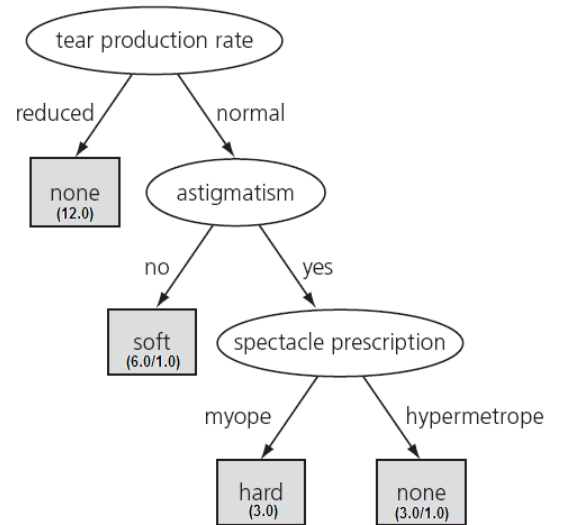 tear production rate
reduced
normal
none
(12.0)
astigmatism
no
yes
soft
(6.0/1.0)
spectacle prescription
myope
hypermetrope
hard
(3.0)
none
(3.0/1.0)